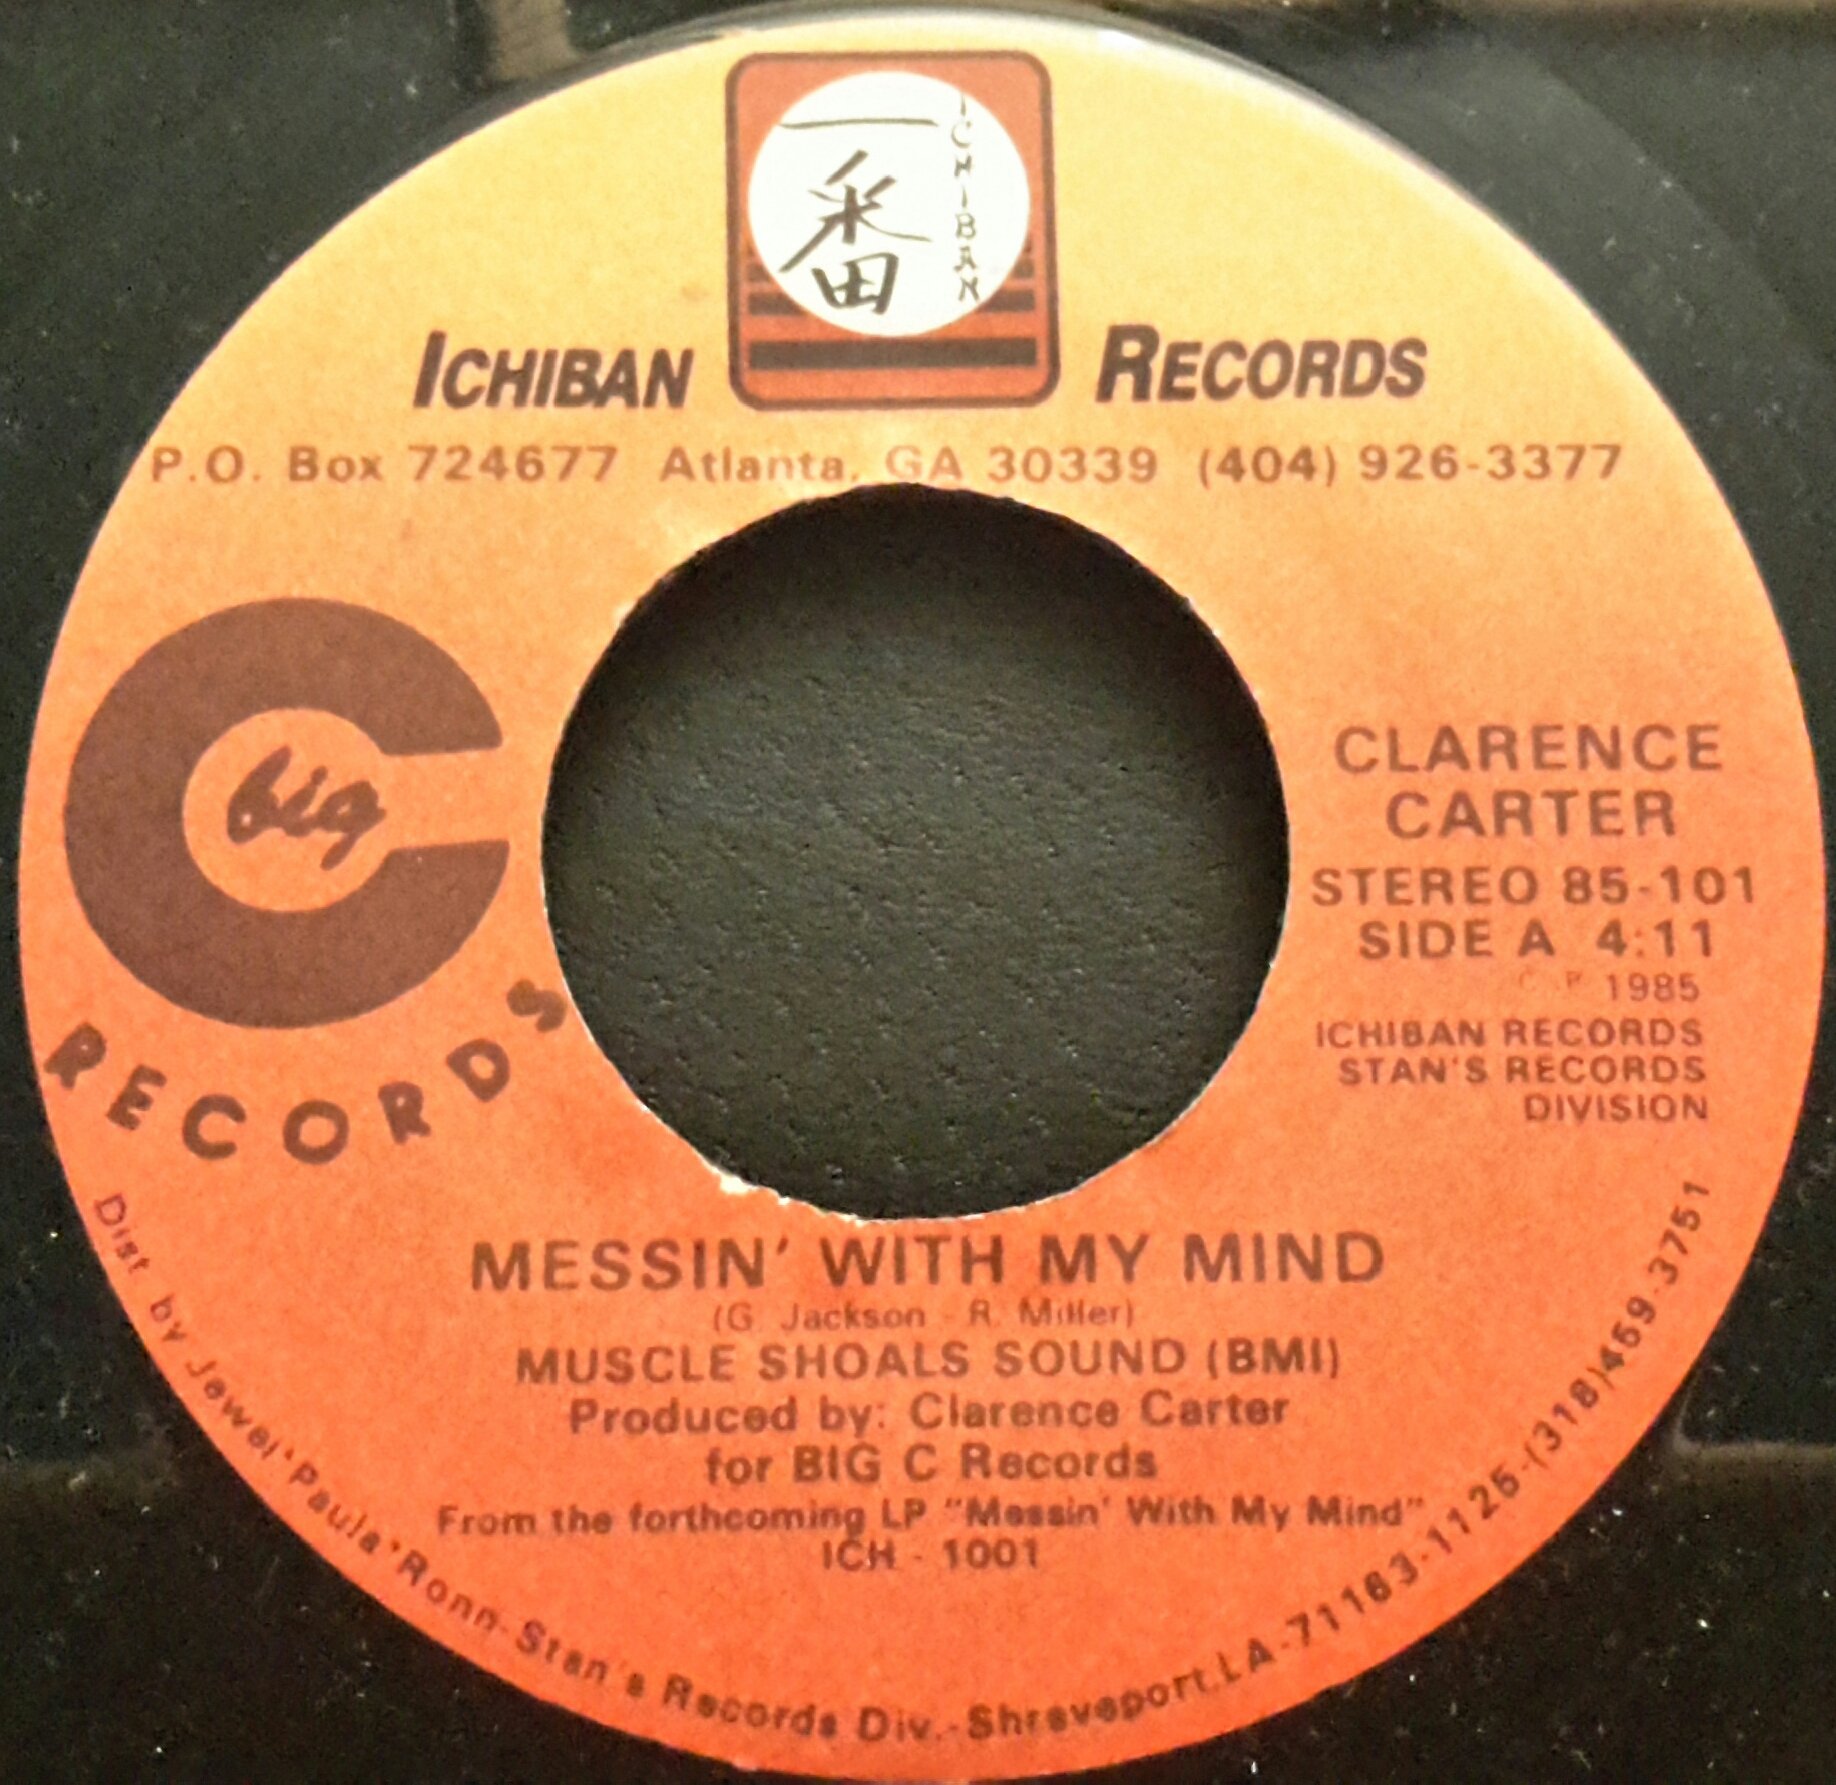 一番
ICHIBAN
ICHIBAN RECORDS
P.O. Box 724677 Atlanta, GA 30339 (404) 926-3377
big
C
RECORDS
CLARENCE
CARTER
STEREO 85-101
SIDE A 4:11
© ℗ 1985
ICHIBAN RECORDS
STAN'S RECORDS
DIVISION
MESSIN' WITH MY MIND
(G. Jackson - R. Miller)
MUSCLE SHOALS SOUND (BMI)
Produced by: Clarence Carter
for BIG C Records
From the forthcoming LP "Messin' With My Mind"
ICH - 1001
Dist by Jewel'Paula'Ronn-Stan's Records Div.-Shreveport,LA-71163-1125-(318)469-3751